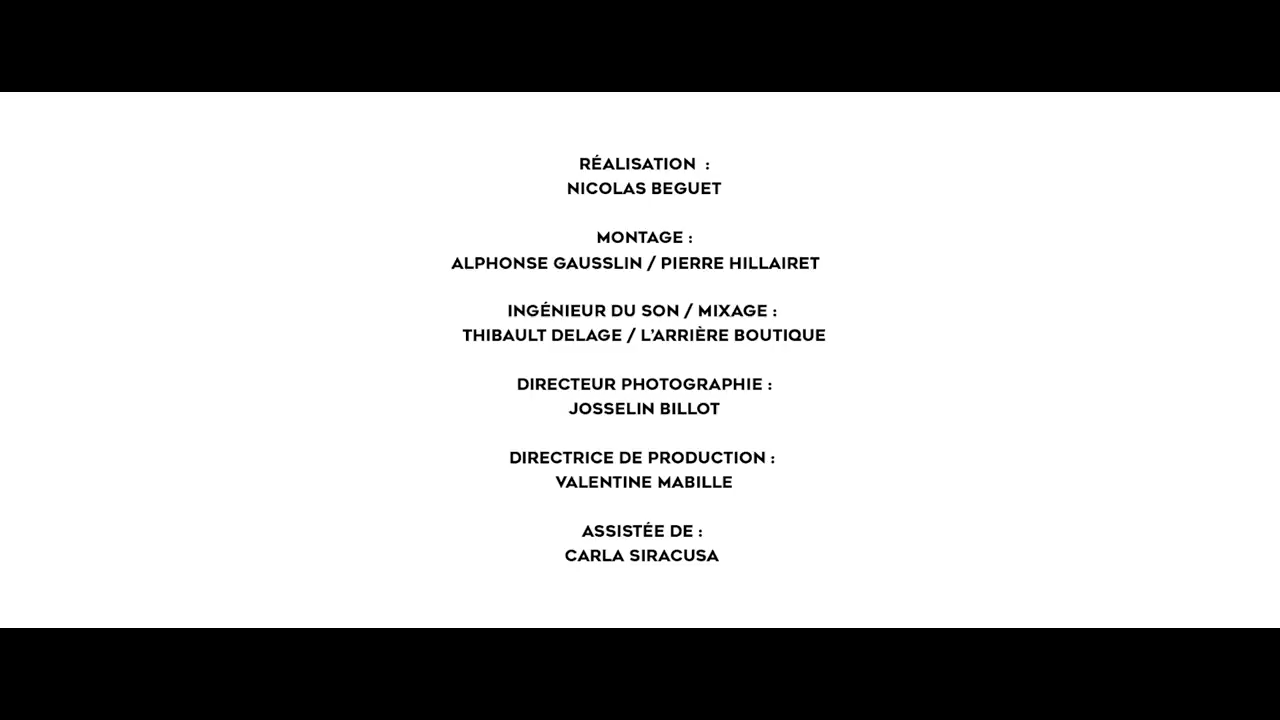 RÉALISATION :
NICOLAS BEGUET
MONTAGE :
ALPHONSE GAUSSLIN / PIERRE HILLAIRET
INGÉNIEUR DU SON / MIXAGE :
THIBAULT DELAGE / L'ARRIÈRE BOUTIQUE
DIRECTEUR PHOTOGRAPHIE :
JOSSELIN BILLOT
DIRECTRICE DE PRODUCTION :
VALENTINE MABILLE
ASSISTÉE DE :
CARLA SIRACUSA